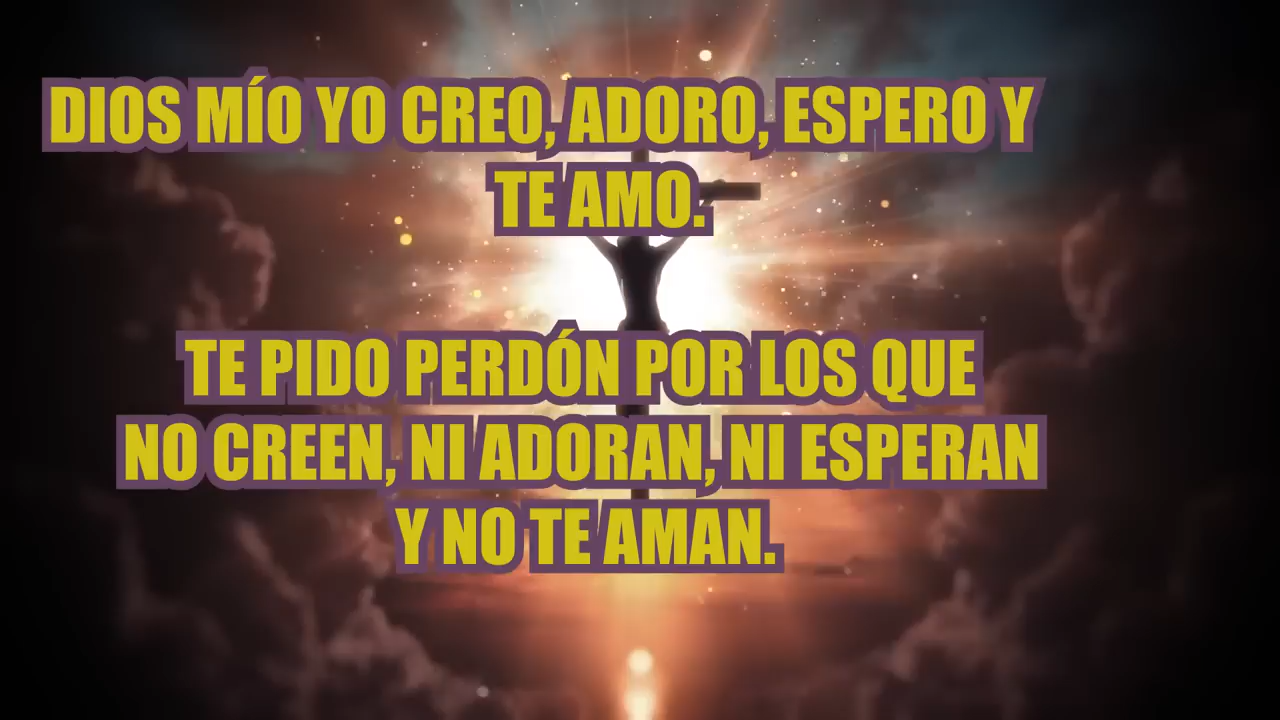 DIOS MÍO YO CREO, ADORO, ESPERO Y
TE AMO.
TE PIDO PERDÓN POR LOS QUE
NO CREEN, NI ADORAN, NI ESPERAN
Y NO TE AMAN.